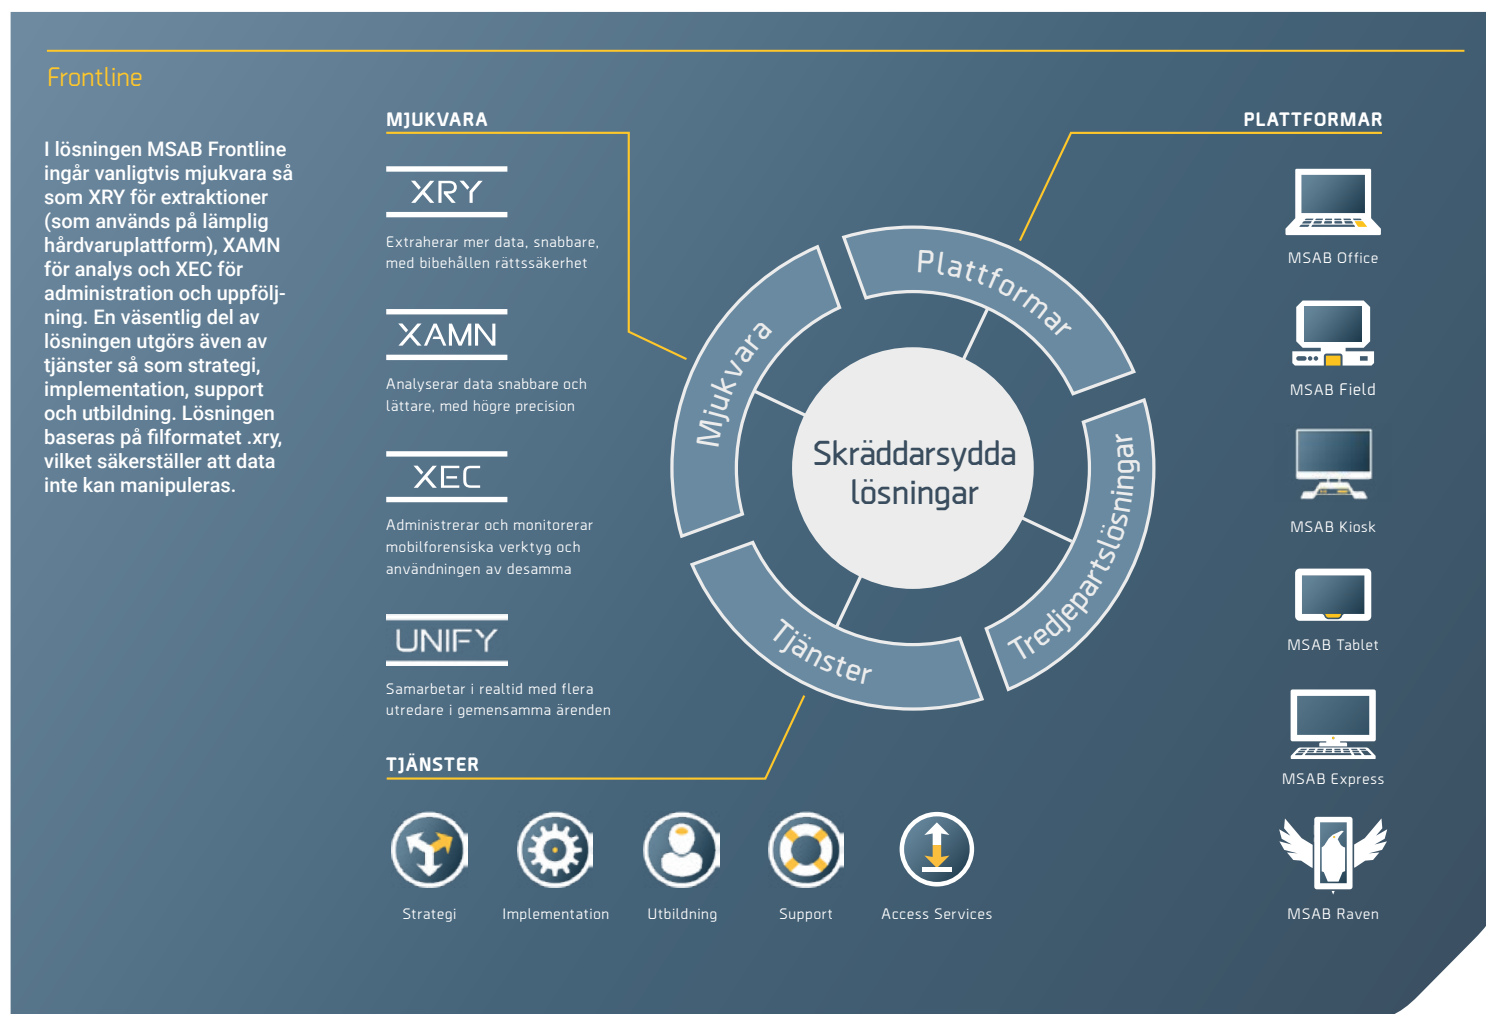 Frontline
I lösningen MSAB Frontline
ingår vanligtvis mjukvara så
som XRY för extraktioner
(som används på lämplig
hårdvaruplattform), XAMN
för analys och XEC för
administration och uppfölj-
ning. En väsentlig del av
lösningen utgörs även av
tjänster så som strategi,
implementation, support
och utbildning. Lösningen
baseras på filformatet .xry,
vilket säkerställer att data
inte kan manipuleras.
MJUKVARA
XRY
Extraherar mer data, snabbare,
med bibehållen rättssäkerhet
XAMN
Analyserar data snabbare och
lättare, med högre precision
XEC
Administrerar och monitorerar
mobilforensiska verktyg och
användningen av desamma
UNIFY
Samarbetar i realtid med flera
utredare i gemensamma ärenden
TJÄNSTER
Strategi
Implementation
Utbildning
Support
Access Services
Mjukvara
Plattformar
Tredjepartslösningar
Tjänster
Skräddarsydda
lösningar
PLATTFORMAR
MSAB Office
MSAB Field
MSAB Kiosk
MSAB Tablet
MSAB Express
MSAB Raven